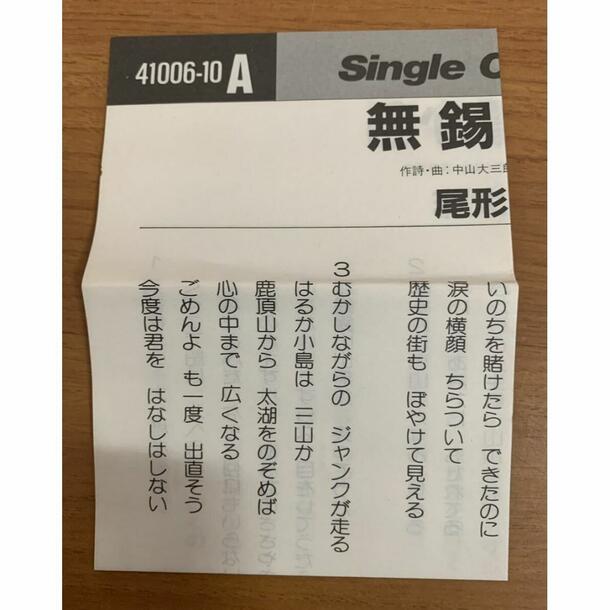 41006-10 A
Single C
無錫
作詩・曲：中山大三郎
尾形
いのちを賭けたら　できたのに
涙の横顔　ちらついて
歴史の街も　ぼやけて見える
3むかしながらの　ジャンクが走る
はるか小島は　三山か
鹿頂山から　太湖をのぞめば
心の中まで　広くなる
ごめんよ　も一度　出直そう
今度は君を　はなしはしない